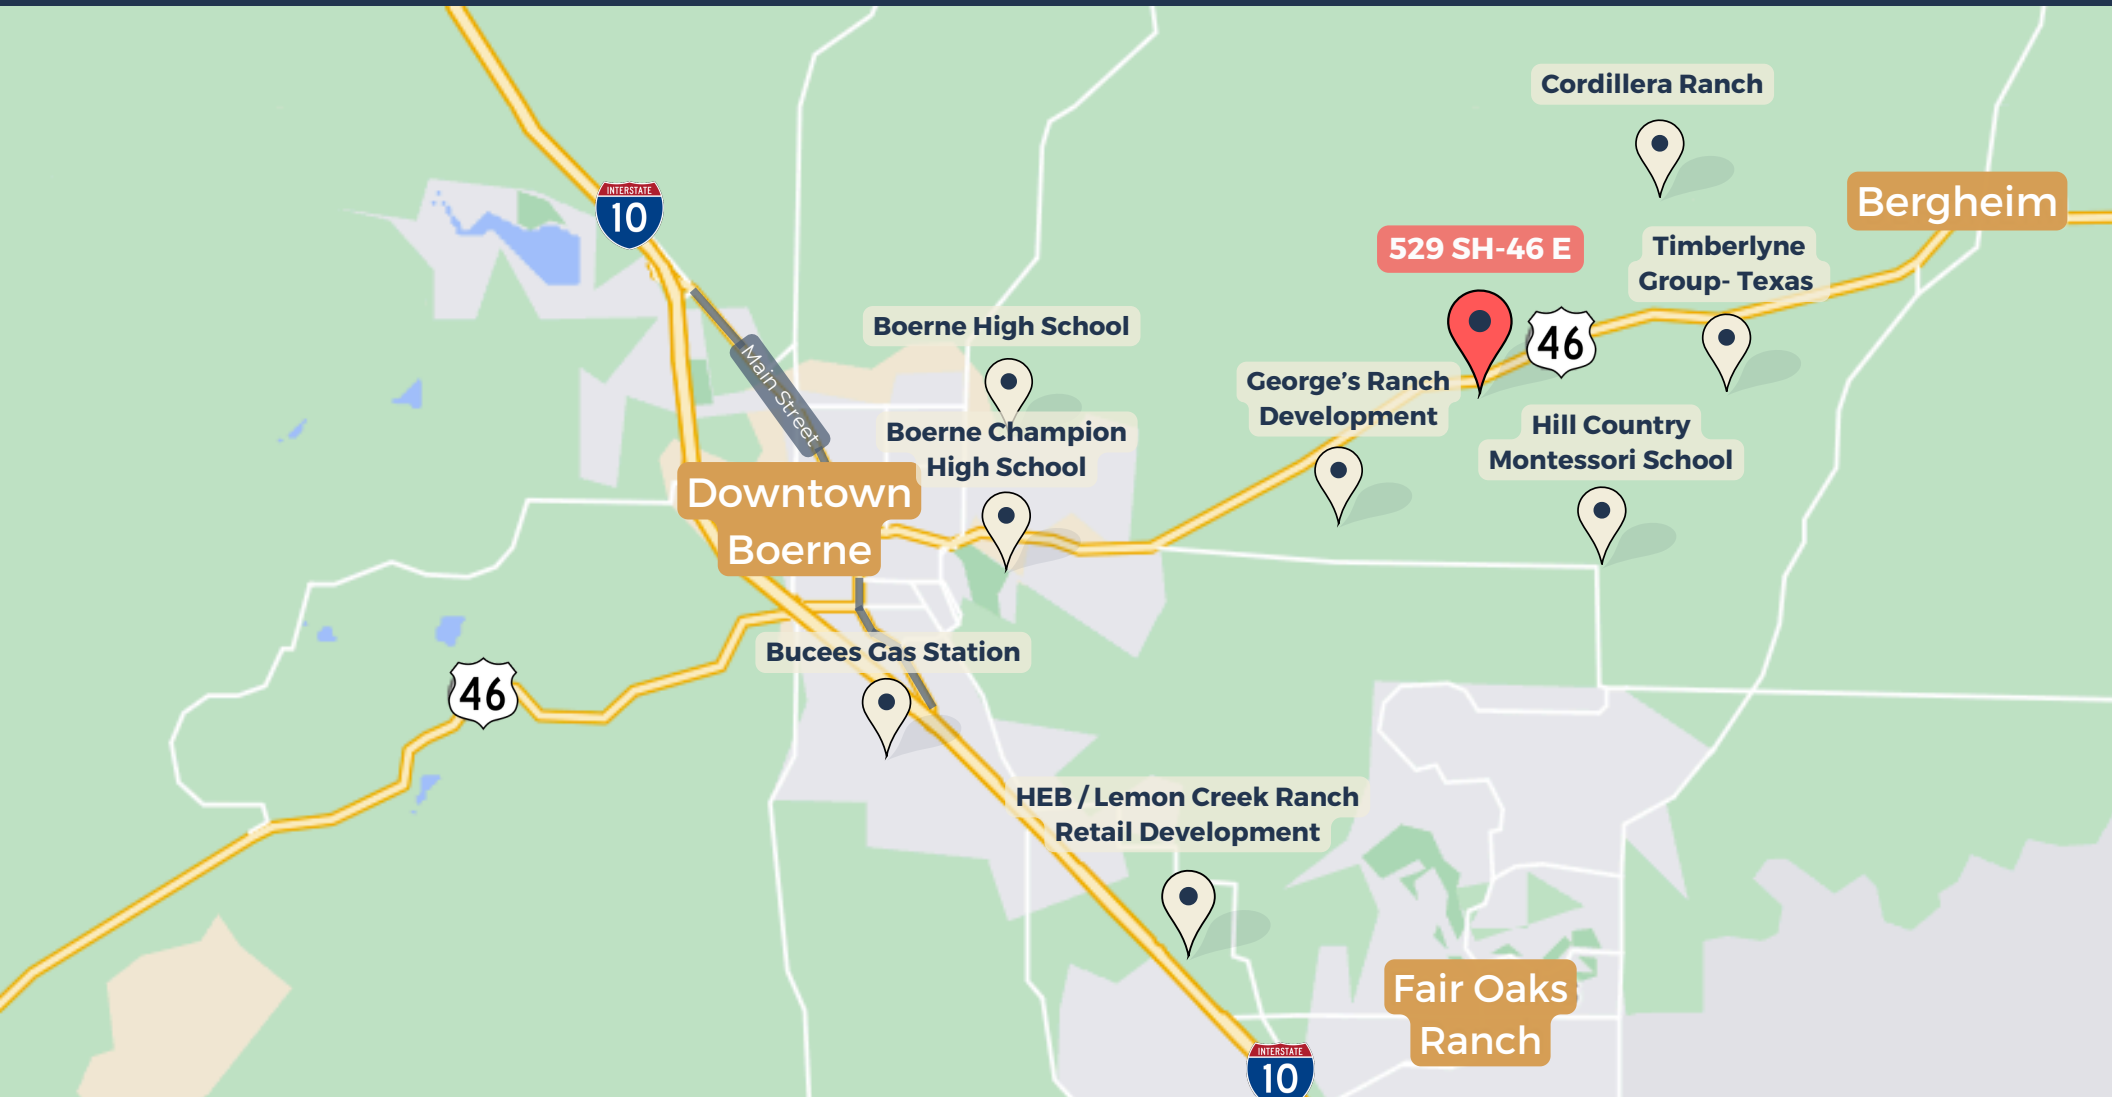 Cordillera Ranch
Bergheim
INTERSTATE
10
529 SH-46 E
Timberlyne
Group- Texas
Boerne High School
46
Main Street
George's Ranch
Development
Boerne Champion
High School
Hill Country
Montessori School
Downtown
Boerne
Bucees Gas Station
46
HEB / Lemon Creek Ranch
Retail Development
Fair Oaks
Ranch
INTERSTATE
10